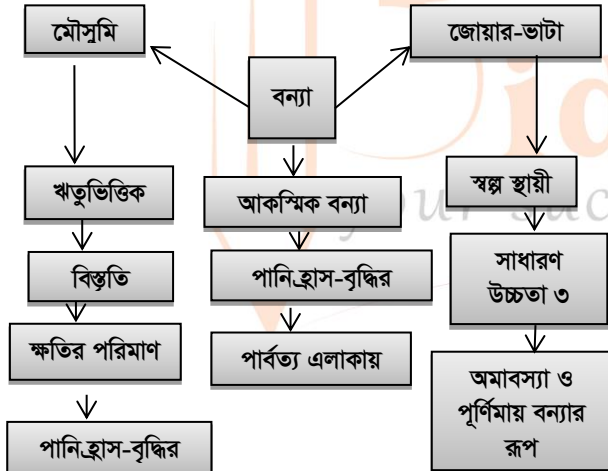 মৌসুমি
জোয়ার-ভাটা
বন্যা
ঋতুভিত্তিক
আকস্মিক বন্যা
স্বল্প স্থায়ী
বিস্তৃতি
পানি হ্রাস-বৃদ্ধির
সাধারণ
উচ্চতা ৩
ক্ষতির পরিমাণ
পার্বত্য এলাকায়
অমাবস্যা ও
পূর্ণিমায় বন্যার
রূপ
পানি হ্রাস-বৃদ্ধির